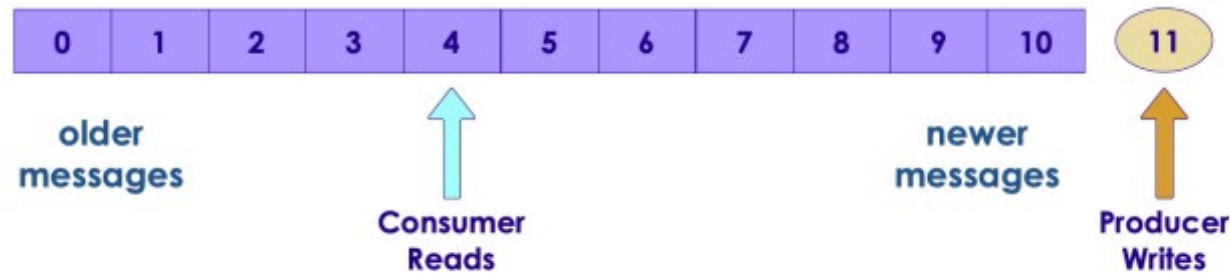 0 1 2 3 4 5 6 7 8 9 10 11
older
messages
newer
messages
Consumer
Reads
Producer
Writes